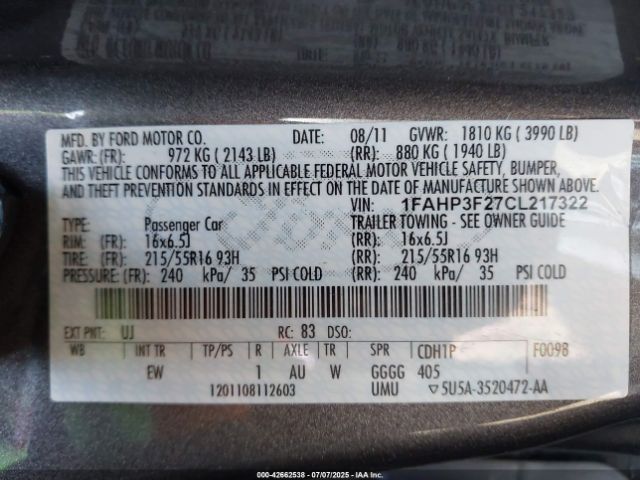 MFD. BY FORD MOTOR CO. DATE: 08/11 GVWR: 1810 KG ( 3990 LB)
GAWR: (FR): 972 KG ( 2143 LB) (RR): 880 KG ( 1940 LB)
THIS VEHICLE CONFORMS TO ALL APPLICABLE FEDERAL MOTOR VEHICLE SAFETY, BUMPER,
AND THEFT PREVENTION STANDARDS IN EFFECT ON THE DATE OF MANUFACTURE SHOWN ABOVE.
VIN: 1FAHP3F27CL217322
TYPE: Passenger Car TRAILER TOWING - SEE OWNER GUIDE
RIM: (FR): 16x6.5J (RR): 16x6.5J
TIRE: (FR): 215/55R16 93H (RR): 215/55R16 93H
PRESSURE: (FR): 240 kPa/ 35 PSI COLD (RR): 240 kPa/ 35 PSI COLD
EXT PNT: UJ RC: 83 DSO:
WB INT TR TP/PS R AXLE TR SPR CDH1P F0098
EW 1 AU W GGGG 405
1201108112603 UMU 5U5A-3520472-AA
000-42662538 - 07/07/2025 - IAA Inc.